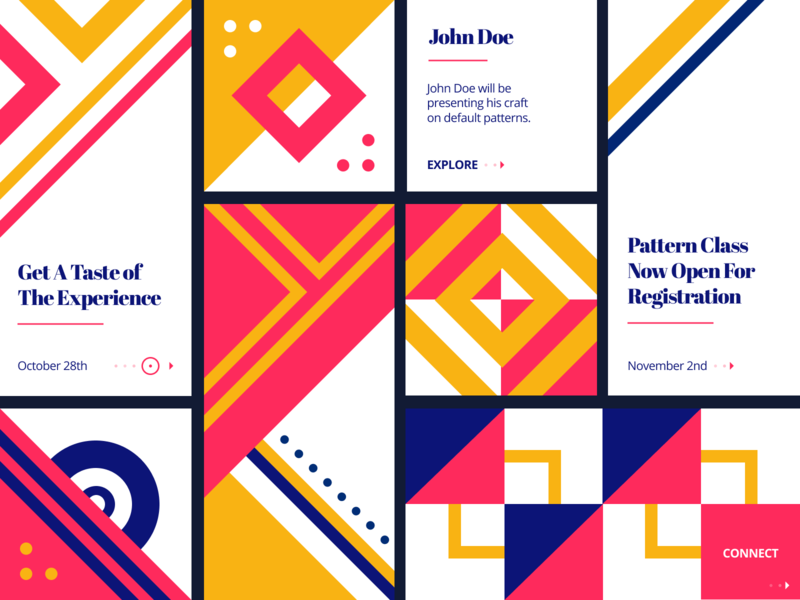 John Doe
John Doe will be
presenting his craft
on default patterns.
EXPLORE
Get A Taste of
The Experience
October 28th
Pattern Class
Now Open For
Registration
November 2nd
CONNECT